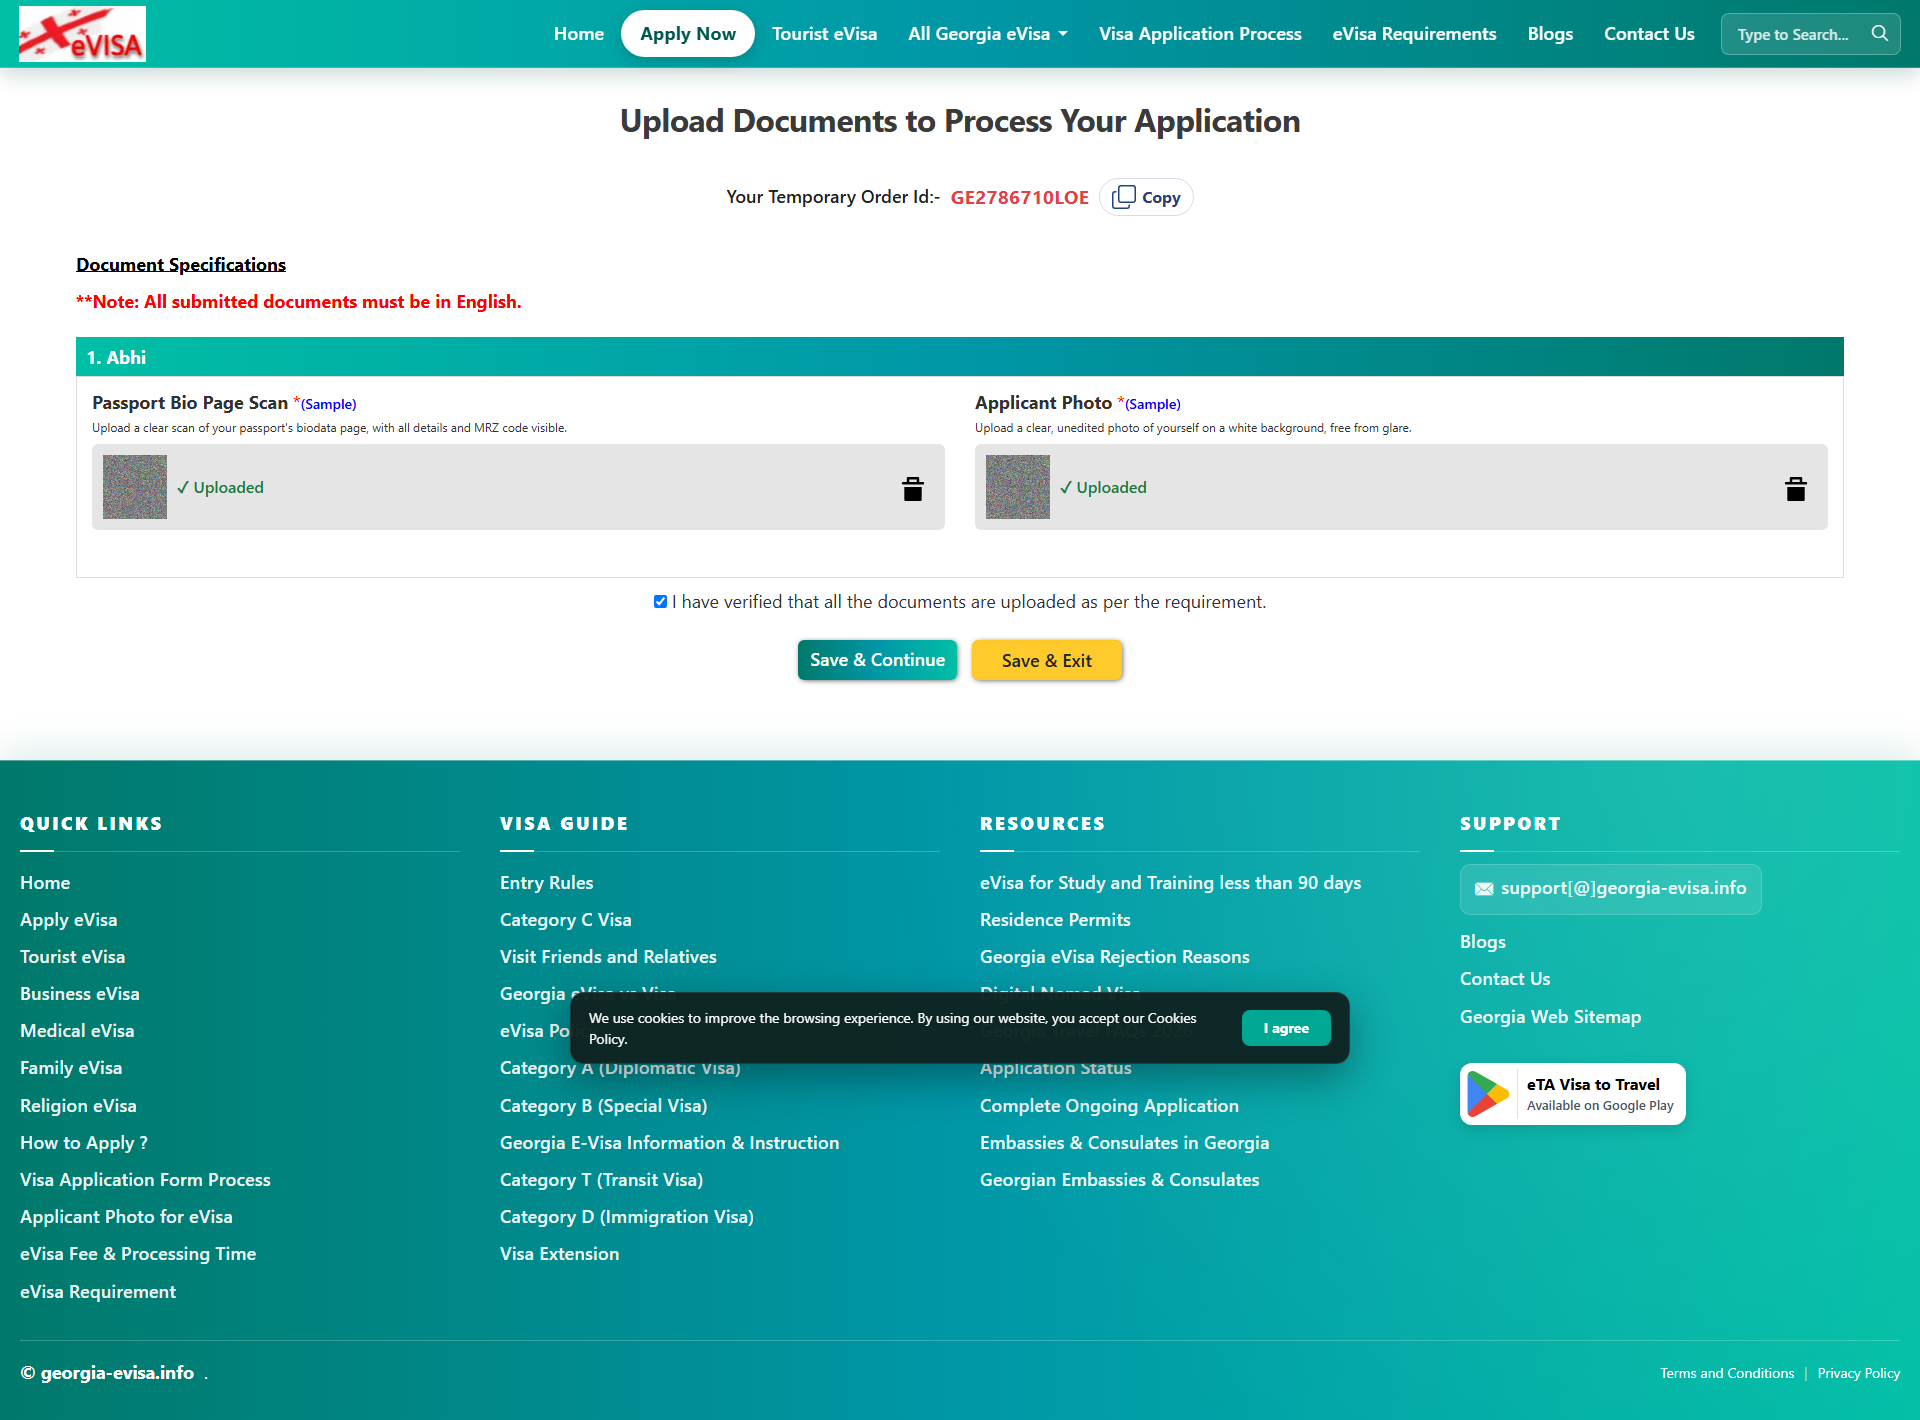 eVISA
Home
Apply Now
Tourist eVisa
All Georgia eVisa
Visa Application Process
eVisa Requirements
Blogs
Contact Us
Type to Search...
Upload Documents to Process Your Application
Your Temporary Order Id:- GE2786710LOE Copy
Document Specifications
**Note: All submitted documents must be in English.
1. Abhi
Passport Bio Page Scan *(Sample)
Upload a clear scan of your passport's biodata page, with all details and MRZ code visible.
✓ Uploaded
Applicant Photo *(Sample)
Upload a clear, unedited photo of yourself on a white background, free from glare.
✓ Uploaded
I have verified that all the documents are uploaded as per the requirement.
Save & Continue
Save & Exit
QUICK LINKS
Home
Apply eVisa
Tourist eVisa
Business eVisa
Medical eVisa
Family eVisa
Religion eVisa
How to Apply ?
Visa Application Form Process
Applicant Photo for eVisa
eVisa Fee & Processing Time
eVisa Requirement
VISA GUIDE
Entry Rules
Category C Visa
Visit Friends and Relatives
Georgia eVisa vs Visa
eVisa
Category A (Diplomatic Visa)
Category B (Special Visa)
Georgia E-Visa Information & Instruction
Category T (Transit Visa)
Category D (Immigration Visa)
Visa Extension
RESOURCES
eVisa for Study and Training less than 90 days
Residence Permits
Georgia eVisa Rejection Reasons
Digital Nomad Visa
Georgia Travel FAQs 2026
Application Status
Complete Ongoing Application
Embassies & Consulates in Georgia
Georgian Embassies & Consulates
SUPPORT
support[@]georgia-evisa.info
Blogs
Contact Us
Georgia Web Sitemap
eTA Visa to Travel
Available on Google Play
We use cookies to improve the browsing experience. By using our website, you accept our Cookies
Policy.
I agree
© georgia-evisa.info .
Terms and Conditions | Privacy Policy